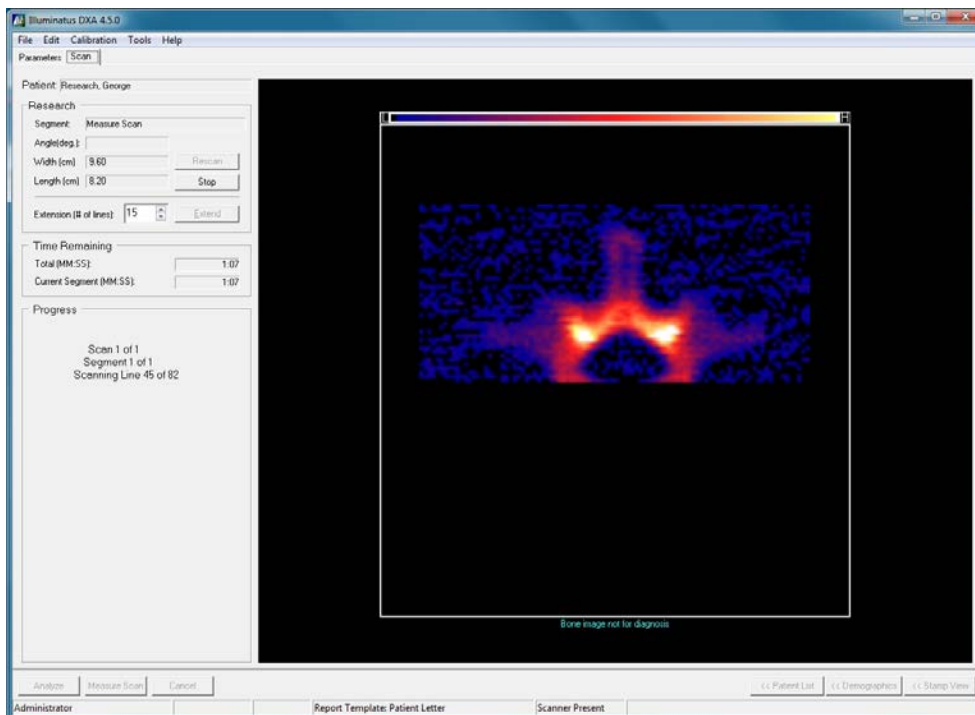 Illuminatus DXA 4.5.0
File Edit Calibration Tools Help
Parameters Scan
Patient: Research, George
Research
Segment: Measure Scan
Angle(deg.):
Width (cm) 9.60 Rescan
Length (cm) 8.20 Stop
Extension (# of lines): 15 Extend
Time Remaining
Total (MM:SS): 1:07
Current Segment (MM:SS): 1:07
Progress
Scan 1 of 1
Segment 1 of 1
Scanning Line 45 of 82
L H
Bone image not for diagnosis
Analyze Measure Scan Cancel << Patient List << Demographics << Stamp View
Administrator Report Template: Patient Letter Scanner Present